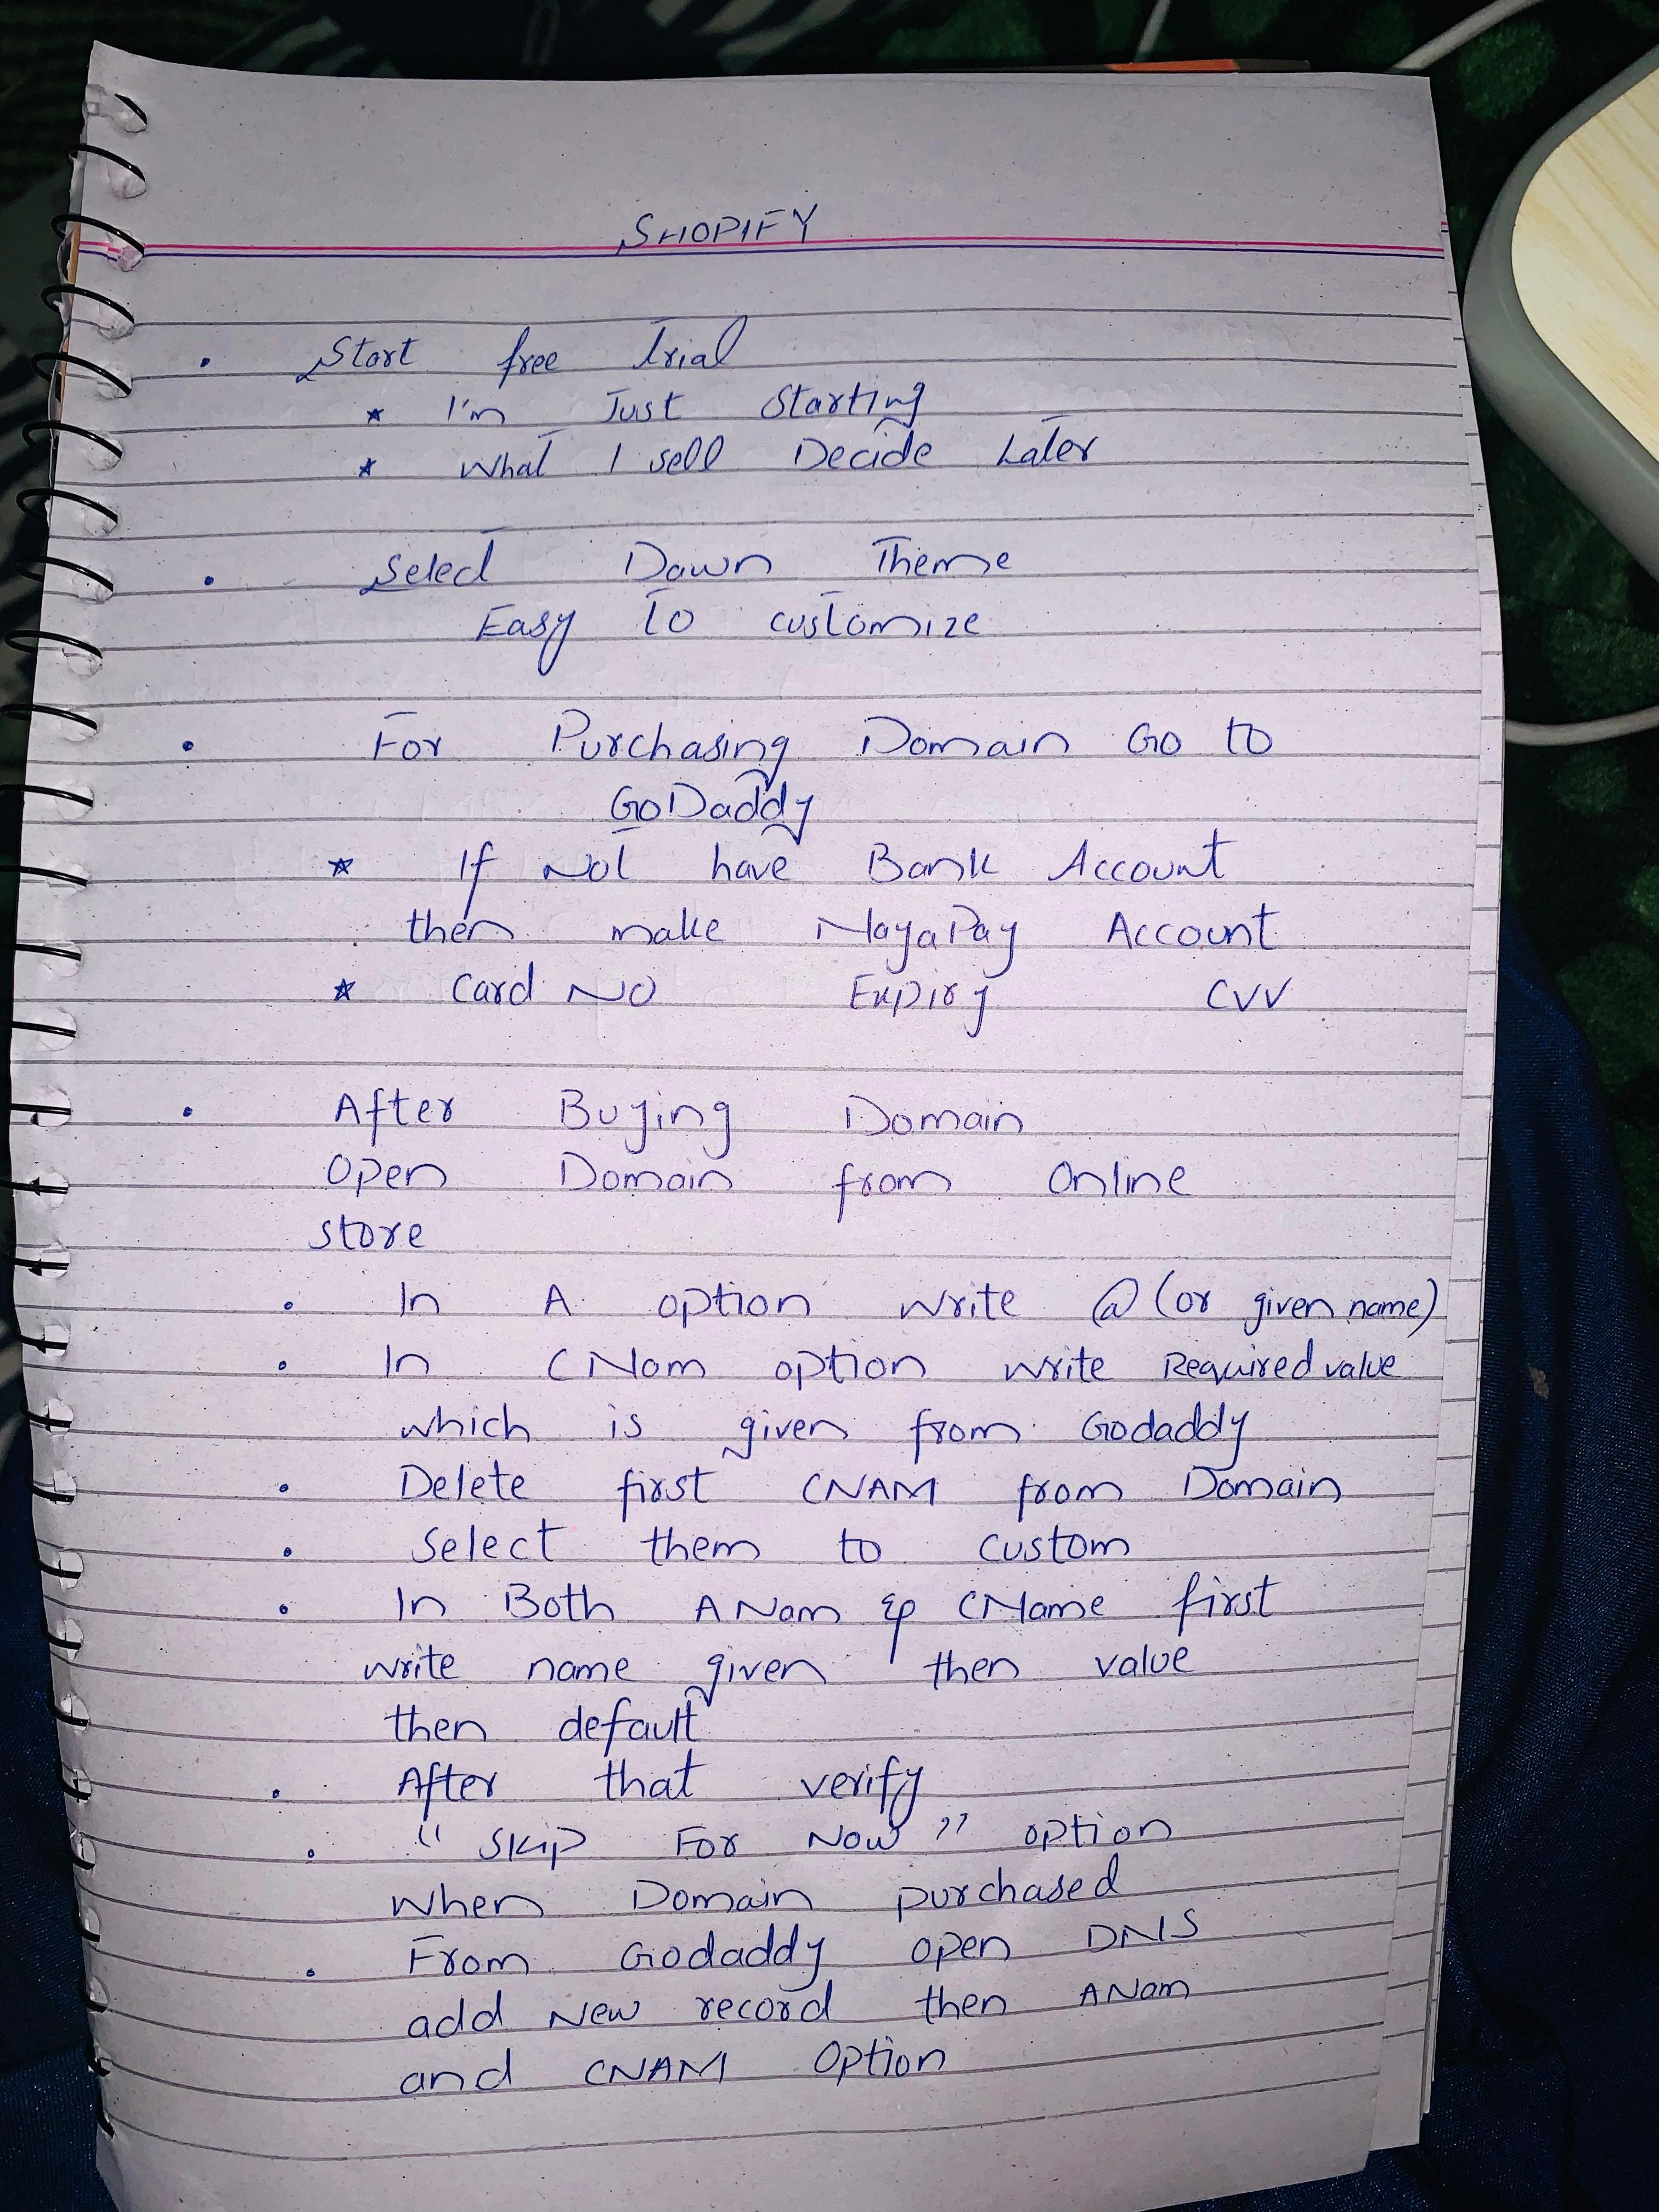 SHOPIFY
• Start free trial
* I'm Just Starting
* What I sell Decide Later
• Select Dawn Theme
Easy to customize
• For Purchasing Domain Go to
GoDaddy
* If Not have Bank Account
then make NayaPay Account
* Card NO Expiry CVV
• After Buying Domain
Open Domain from Online
store
• In A option write @ (or given name)
• In CNam option write Required value
which is given from Godaddy
• Delete first CNAM from Domain
• Select them to custom
• In Both A Nam & CName first
write name given then value
then default
• After that verify
• "Skip For Now" option
when Domain purchased
• From Godaddy open DNS
add New record then ANam
and CNAM Option